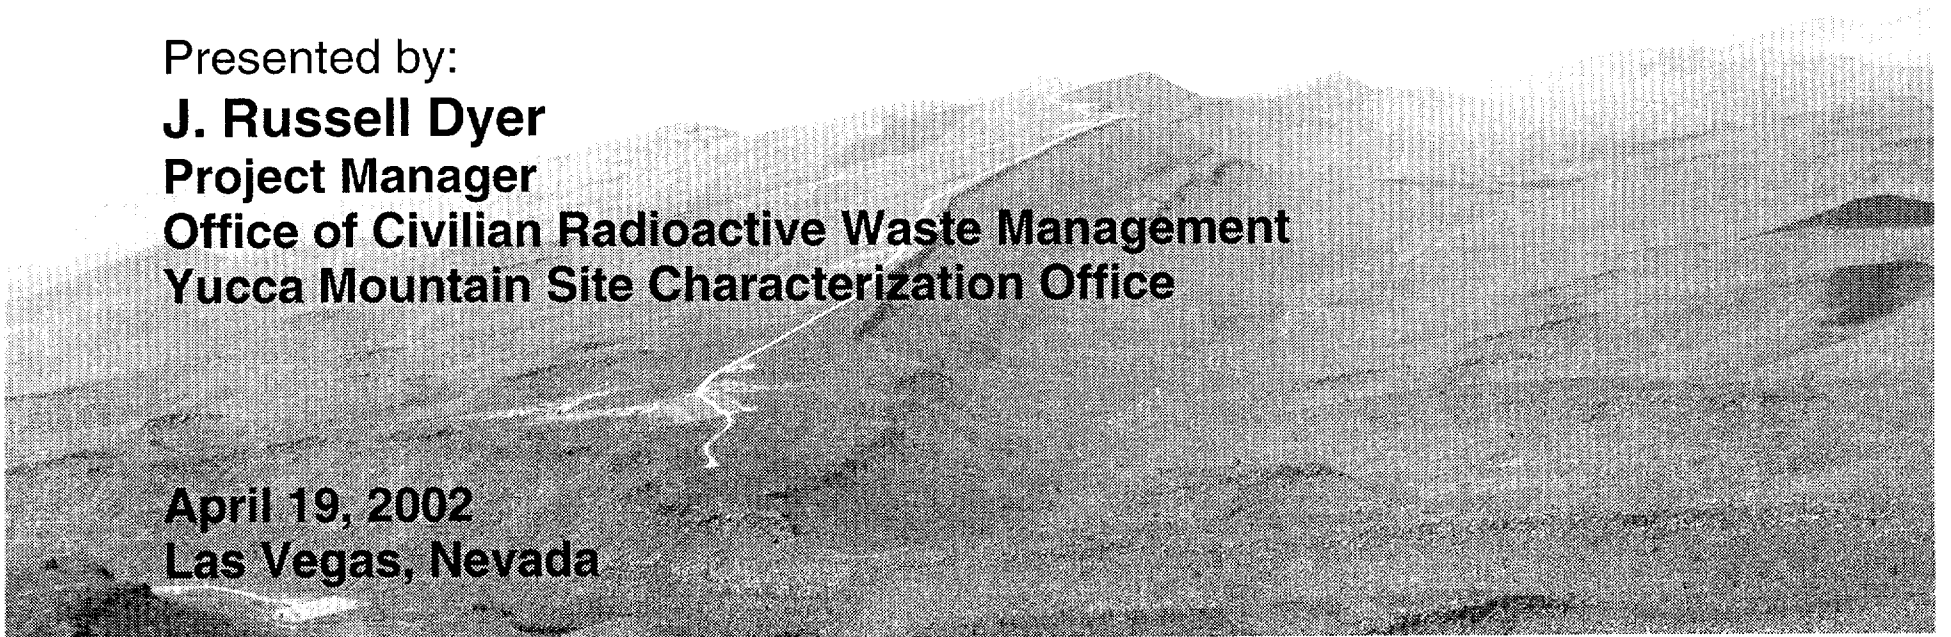 Presented by:
J. Russell Dyer
Project Manager
Office of Civilian Radioactive Waste Management
Yucca Mountain Site Characterization Office
April 19, 2002
Las Vegas, Nevada